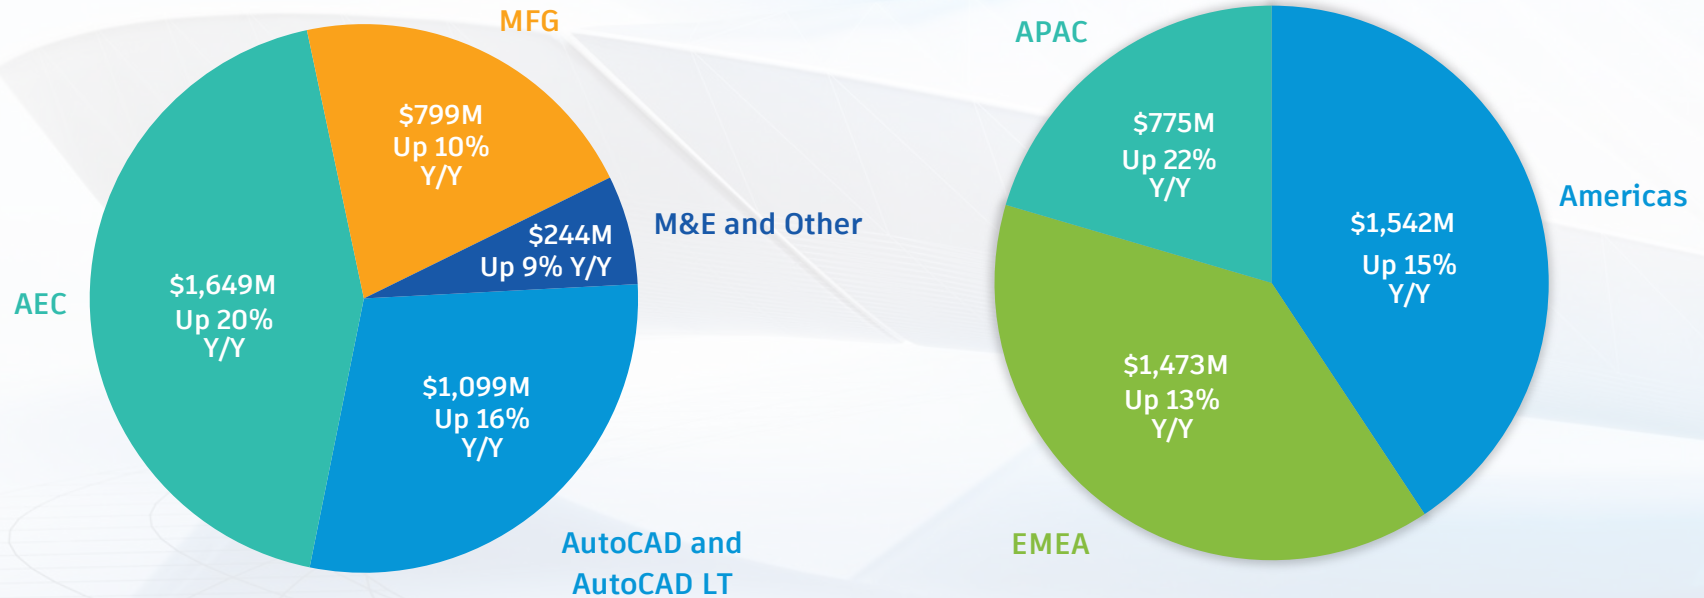 MFG
$799M
Up 10%
Y/Y
M&E and Other
$244M
Up 9% Y/Y
AEC
$1,649M
Up 20%
Y/Y
$1,099M
Up 16%
Y/Y
AutoCAD and
AutoCAD LT
APAC
$775M
Up 22%
Y/Y
Americas
$1,542M
Up 15%
Y/Y
$1,473M
Up 13%
Y/Y
EMEA